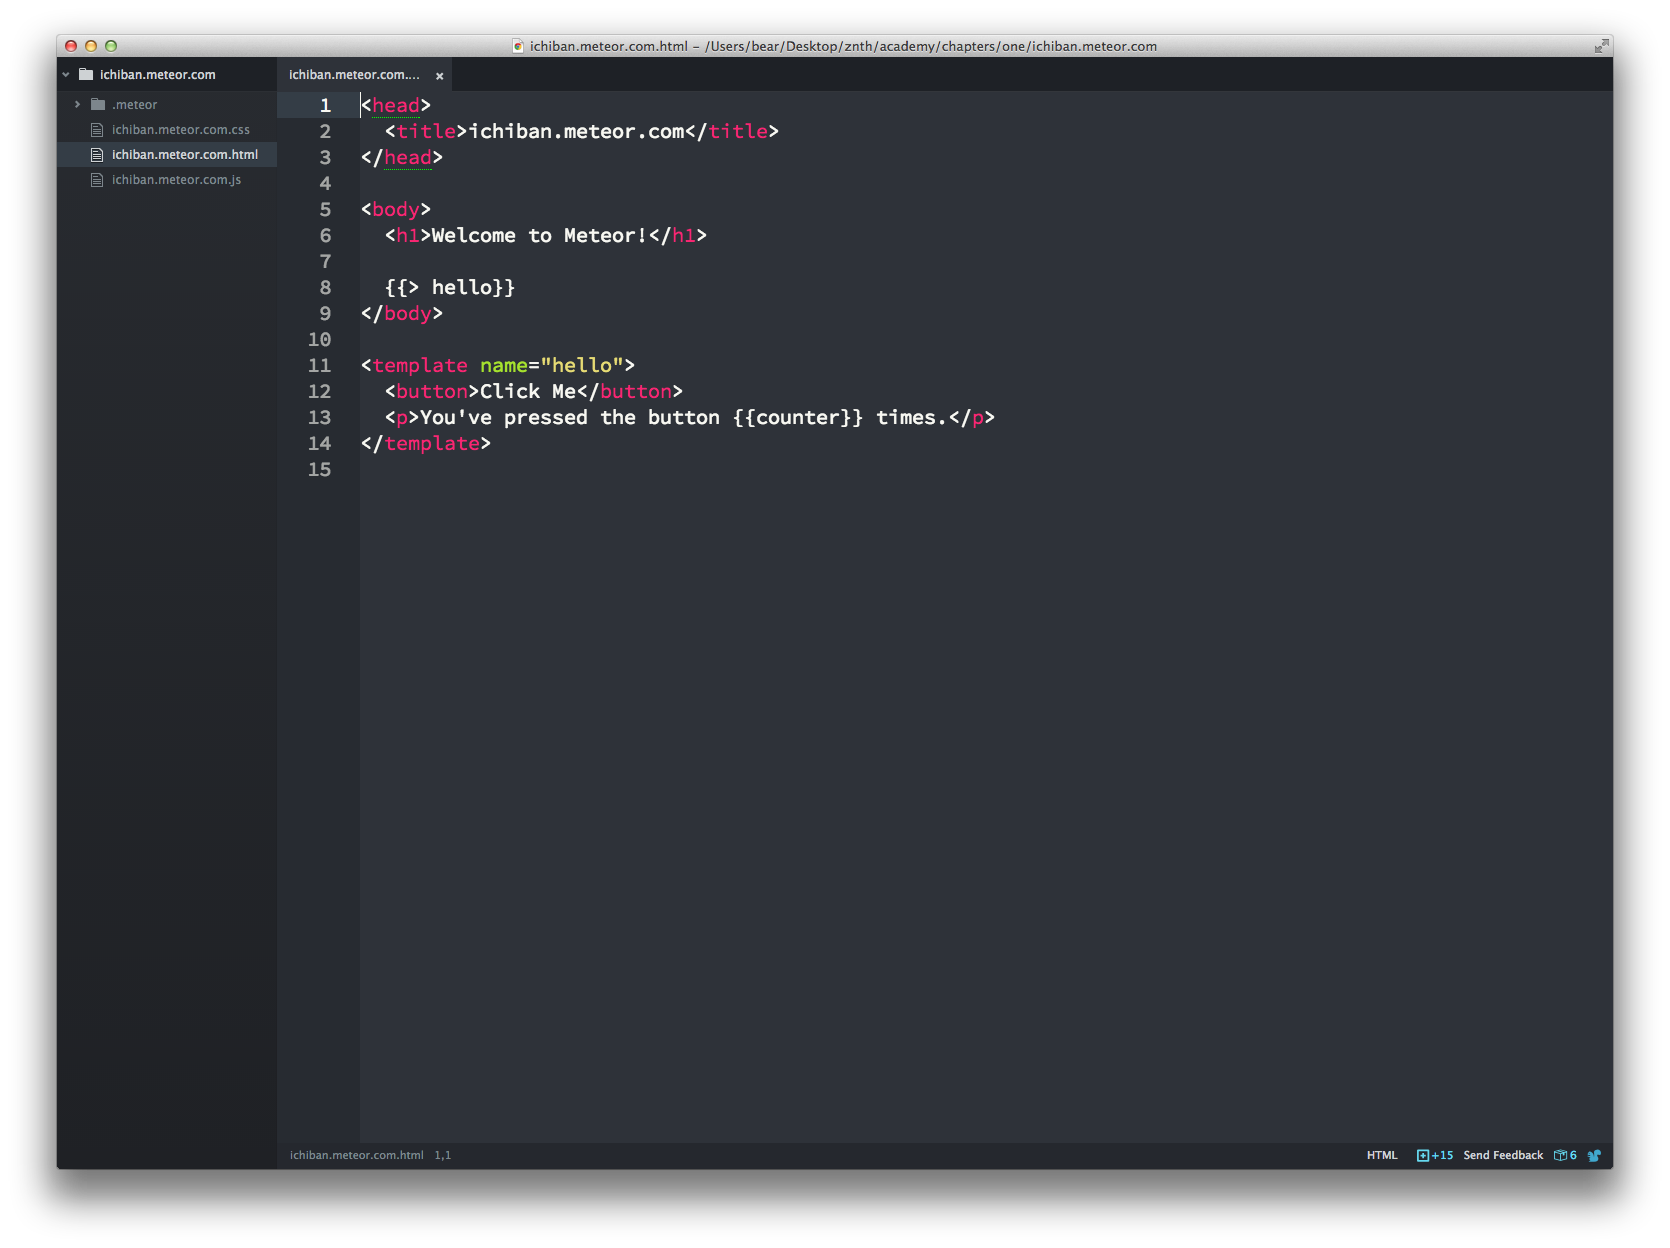 ichiban.meteor.com.html – /Users/bear/Desktop/znth/academy/chapters/one/ichiban.meteor.com
ichiban.meteor.com
.meteor
ichiban.meteor.com.css
ichiban.meteor.com.html
ichiban.meteor.com.js
ichiban.meteor.com.... ×
1 <head>
2   <title>ichiban.meteor.com</title>
3 </head>
4
5 <body>
6   <h1>Welcome to Meteor!</h1>
7
8   {{> hello}}
9 </body>
10
11 <template name="hello">
12   <button>Click Me</button>
13   <p>You've pressed the button {{counter}} times.</p>
14 </template>
15
ichiban.meteor.com.html 1,1
HTML +15 Send Feedback 6